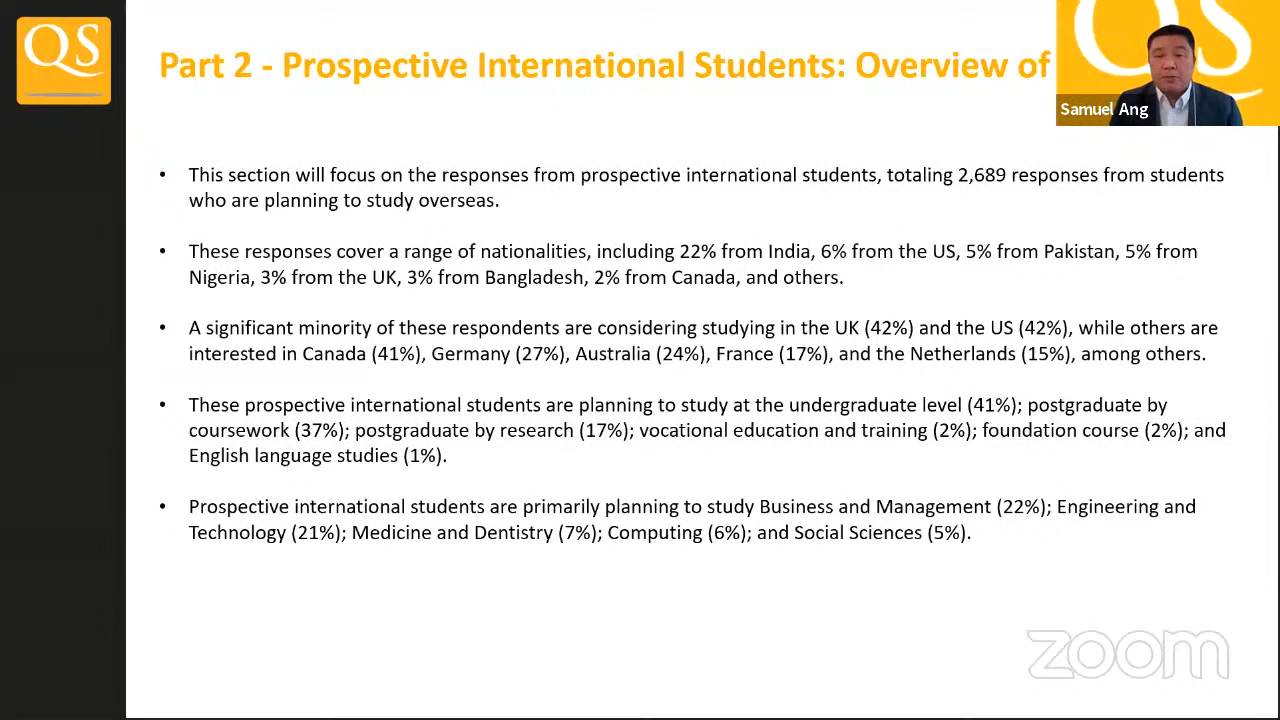 QS
Part 2 - Prospective International Students: Overview of
Samuel Ang
• This section will focus on the responses from prospective international students, totaling 2,689 responses from students
who are planning to study overseas.
• These responses cover a range of nationalities, including 22% from India, 6% from the US, 5% from Pakistan, 5% from
Nigeria, 3% from the UK, 3% from Bangladesh, 2% from Canada, and others.
• A significant minority of these respondents are considering studying in the UK (42%) and the US (42%), while others are
interested in Canada (41%), Germany (27%), Australia (24%), France (17%), and the Netherlands (15%), among others.
• These prospective international students are planning to study at the undergraduate level (41%); postgraduate by
coursework (37%); postgraduate by research (17%); vocational education and training (2%); foundation course (2%); and
English language studies (1%).
• Prospective international students are primarily planning to study Business and Management (22%); Engineering and
Technology (21%); Medicine and Dentistry (7%); Computing (6%); and Social Sciences (5%).
zoom